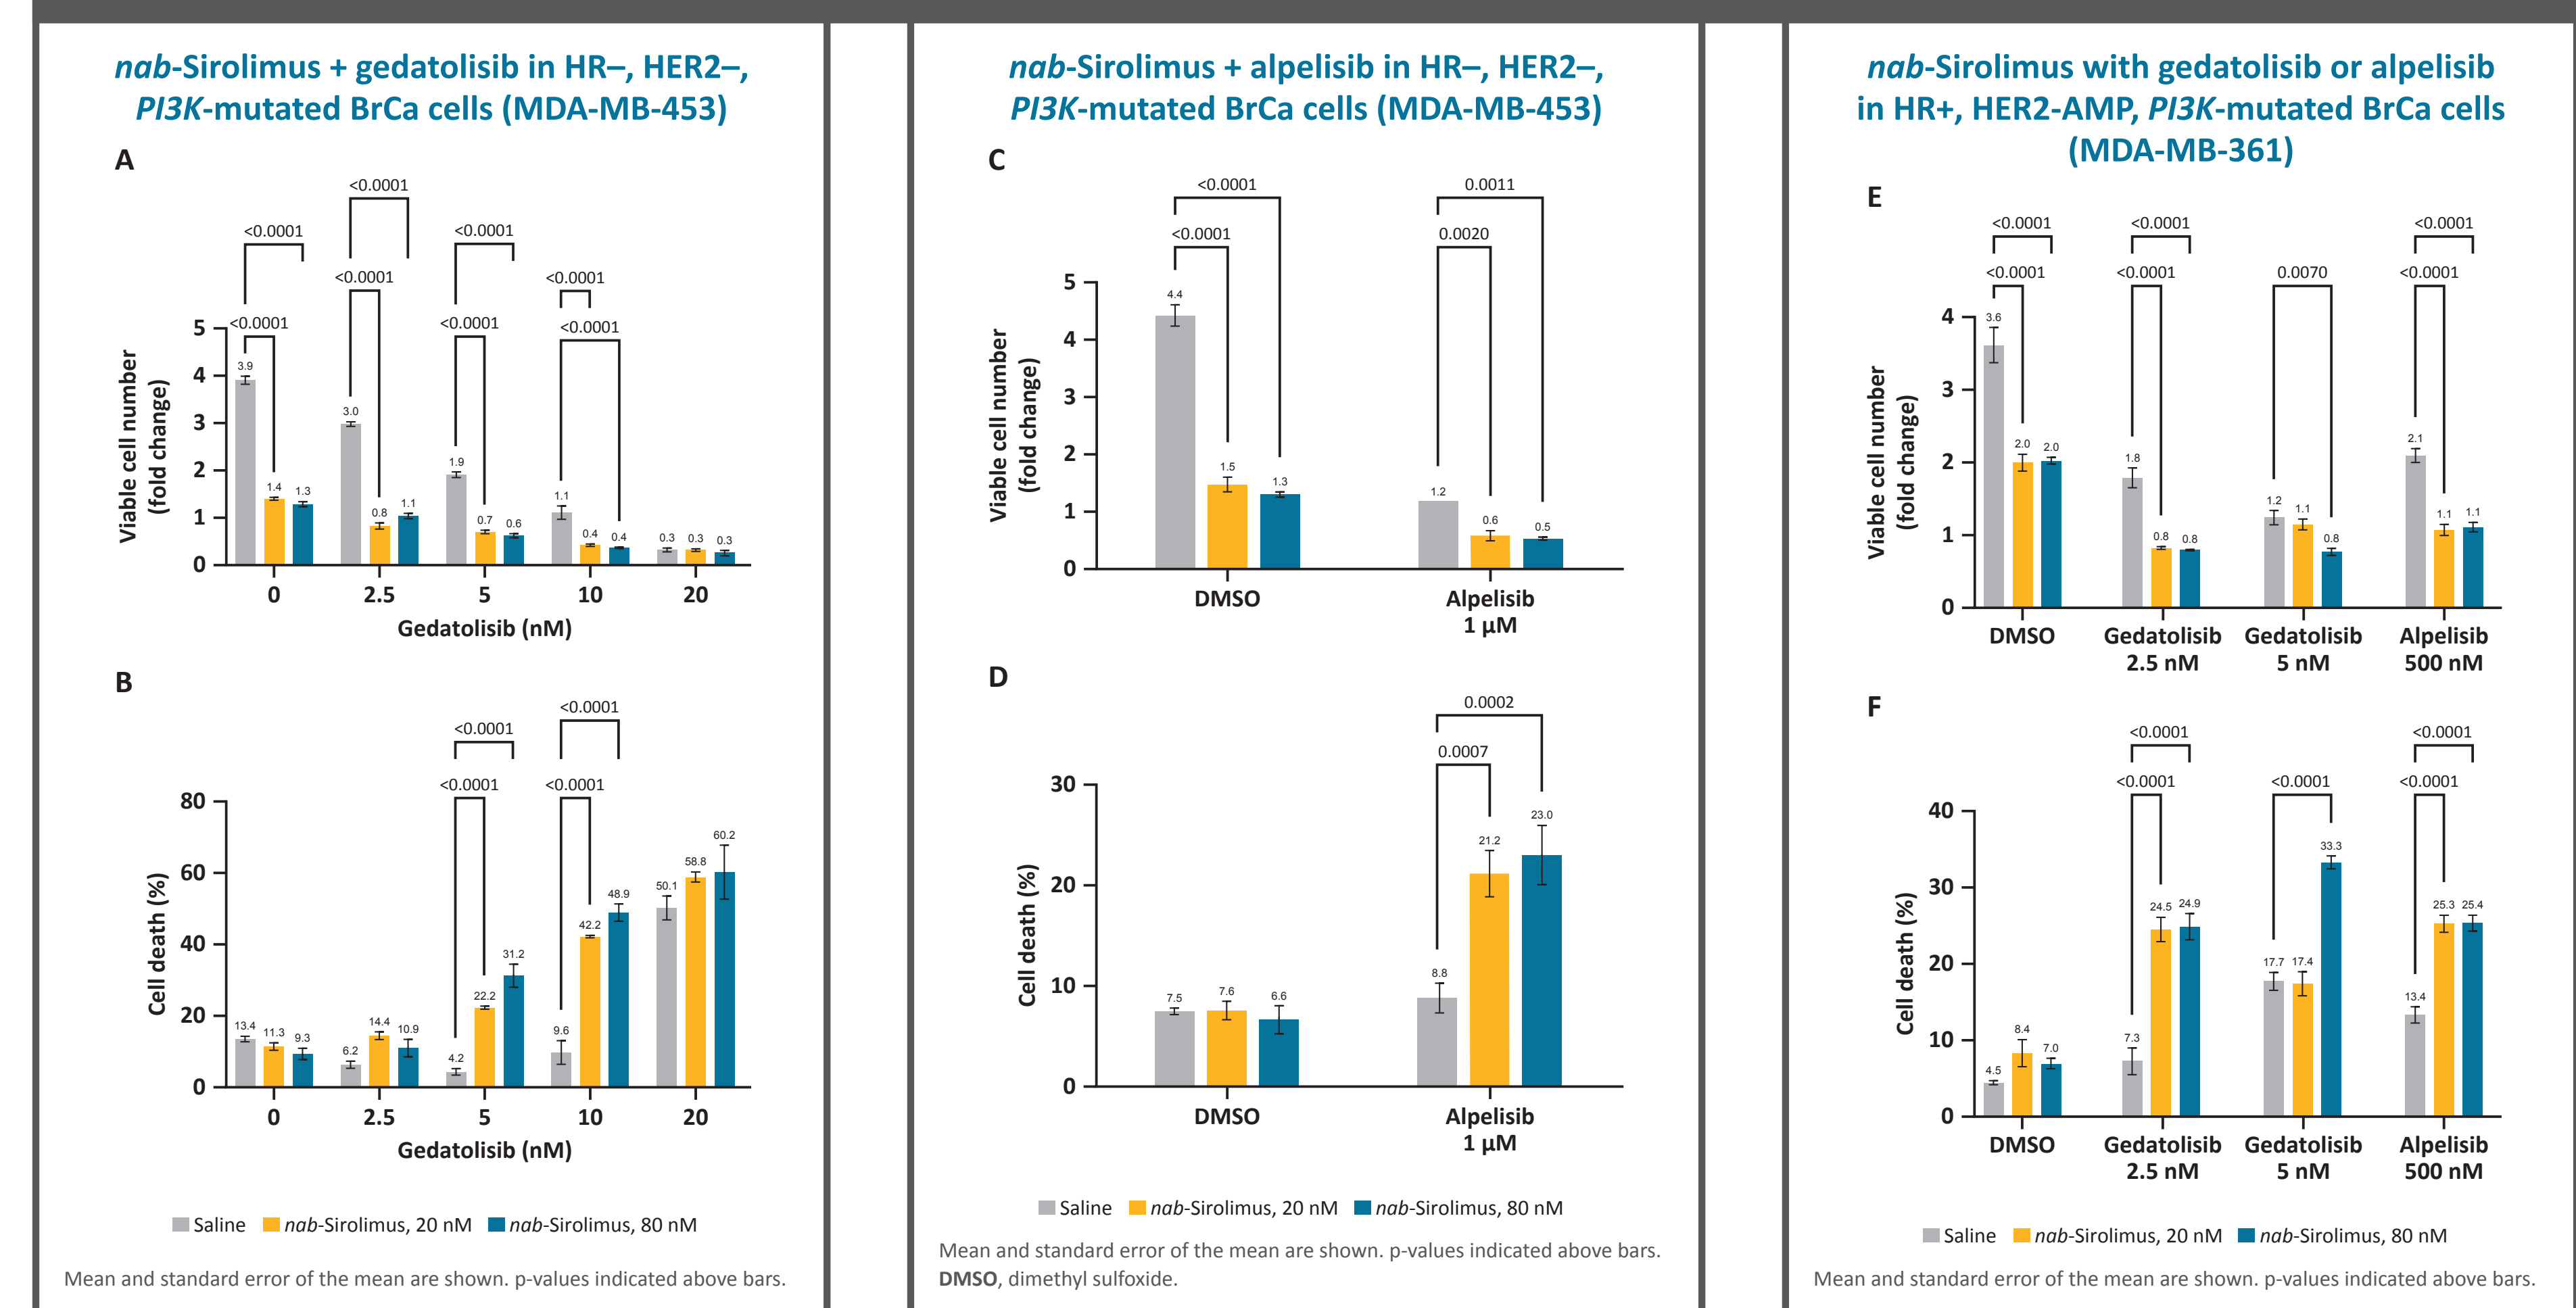 nab-Sirolimus + gedatolisib in HR–, HER2–,
PI3K-mutated BrCa cells (MDA-MB-453)
A
<0.0001
<0.0001
<0.0001
<0.0001
<0.0001
<0.0001
<0.0001
<0.0001
Viable cell number
(fold change)
5
4
3
2
1
0
3.9
1.4
1.3
3.0
0.8
1.1
1.9
0.7
0.6
1.1
0.4
0.4
0.3
0.3
0.3
0
2.5
5
10
20
Gedatolisib (nM)
B
<0.0001
<0.0001
<0.0001
<0.0001
Cell death (%)
80
60
40
20
0
13.4
11.3
9.3
6.2
14.4
10.9
4.2
22.2
31.2
9.6
42.2
48.9
50.1
58.8
60.2
0
2.5
5
10
20
Gedatolisib (nM)
Saline
nab-Sirolimus, 20 nM
nab-Sirolimus, 80 nM
Mean and standard error of the mean are shown. p-values indicated above bars.
nab-Sirolimus + alpelisib in HR–, HER2–,
PI3K-mutated BrCa cells (MDA-MB-453)
C
<0.0001
0.0011
<0.0001
0.0020
Viable cell number
(fold change)
5
4
3
2
1
0
4.4
1.5
1.3
1.2
0.6
0.5
DMSO
Alpelisib
1 µM
D
0.0002
0.0007
Cell death (%)
30
20
10
0
7.5
7.6
6.6
8.8
21.2
23.0
DMSO
Alpelisib
1 µM
Saline
nab-Sirolimus, 20 nM
nab-Sirolimus, 80 nM
Mean and standard error of the mean are shown. p-values indicated above bars.
DMSO, dimethyl sulfoxide.
nab-Sirolimus with gedatolisib or alpelisib
in HR+, HER2-AMP, PI3K-mutated BrCa cells
(MDA-MB-361)
E
<0.0001
<0.0001
<0.0001
<0.0001
<0.0001
0.0070
<0.0001
Viable cell number
(fold change)
4
3
2
1
0
3.6
2.0
2.0
1.8
0.8
0.8
1.2
1.1
0.8
2.1
1.1
1.1
DMSO
Gedatolisib
2.5 nM
Gedatolisib
5 nM
Alpelisib
500 nM
F
<0.0001
<0.0001
<0.0001
<0.0001
<0.0001
Cell death (%)
40
30
20
10
0
4.5
8.4
7.0
7.3
24.5
24.9
17.7
17.4
33.3
13.4
25.3
25.4
DMSO
Gedatolisib
2.5 nM
Gedatolisib
5 nM
Alpelisib
500 nM
Saline
nab-Sirolimus, 20 nM
nab-Sirolimus, 80 nM
Mean and standard error of the mean are shown. p-values indicated above bars.